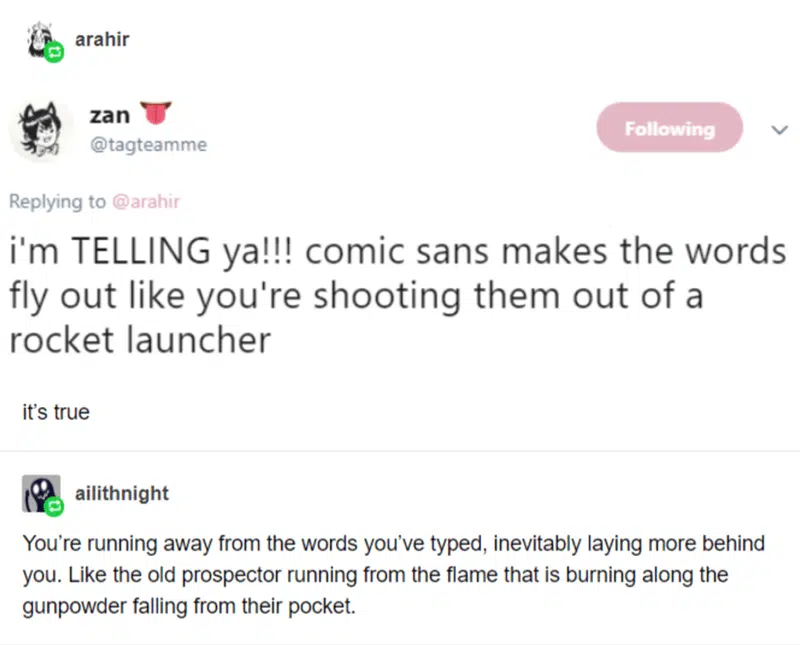 arahir
zan 👅
@tagteamme
Following
Replying to @arahir
i'm TELLING ya!!! comic sans makes the words
fly out like you're shooting them out of a
rocket launcher
it’s true
ailithnight
You’re running away from the words you’ve typed, inevitably laying more behind
you. Like the old prospector running from the flame that is burning along the
gunpowder falling from their pocket.